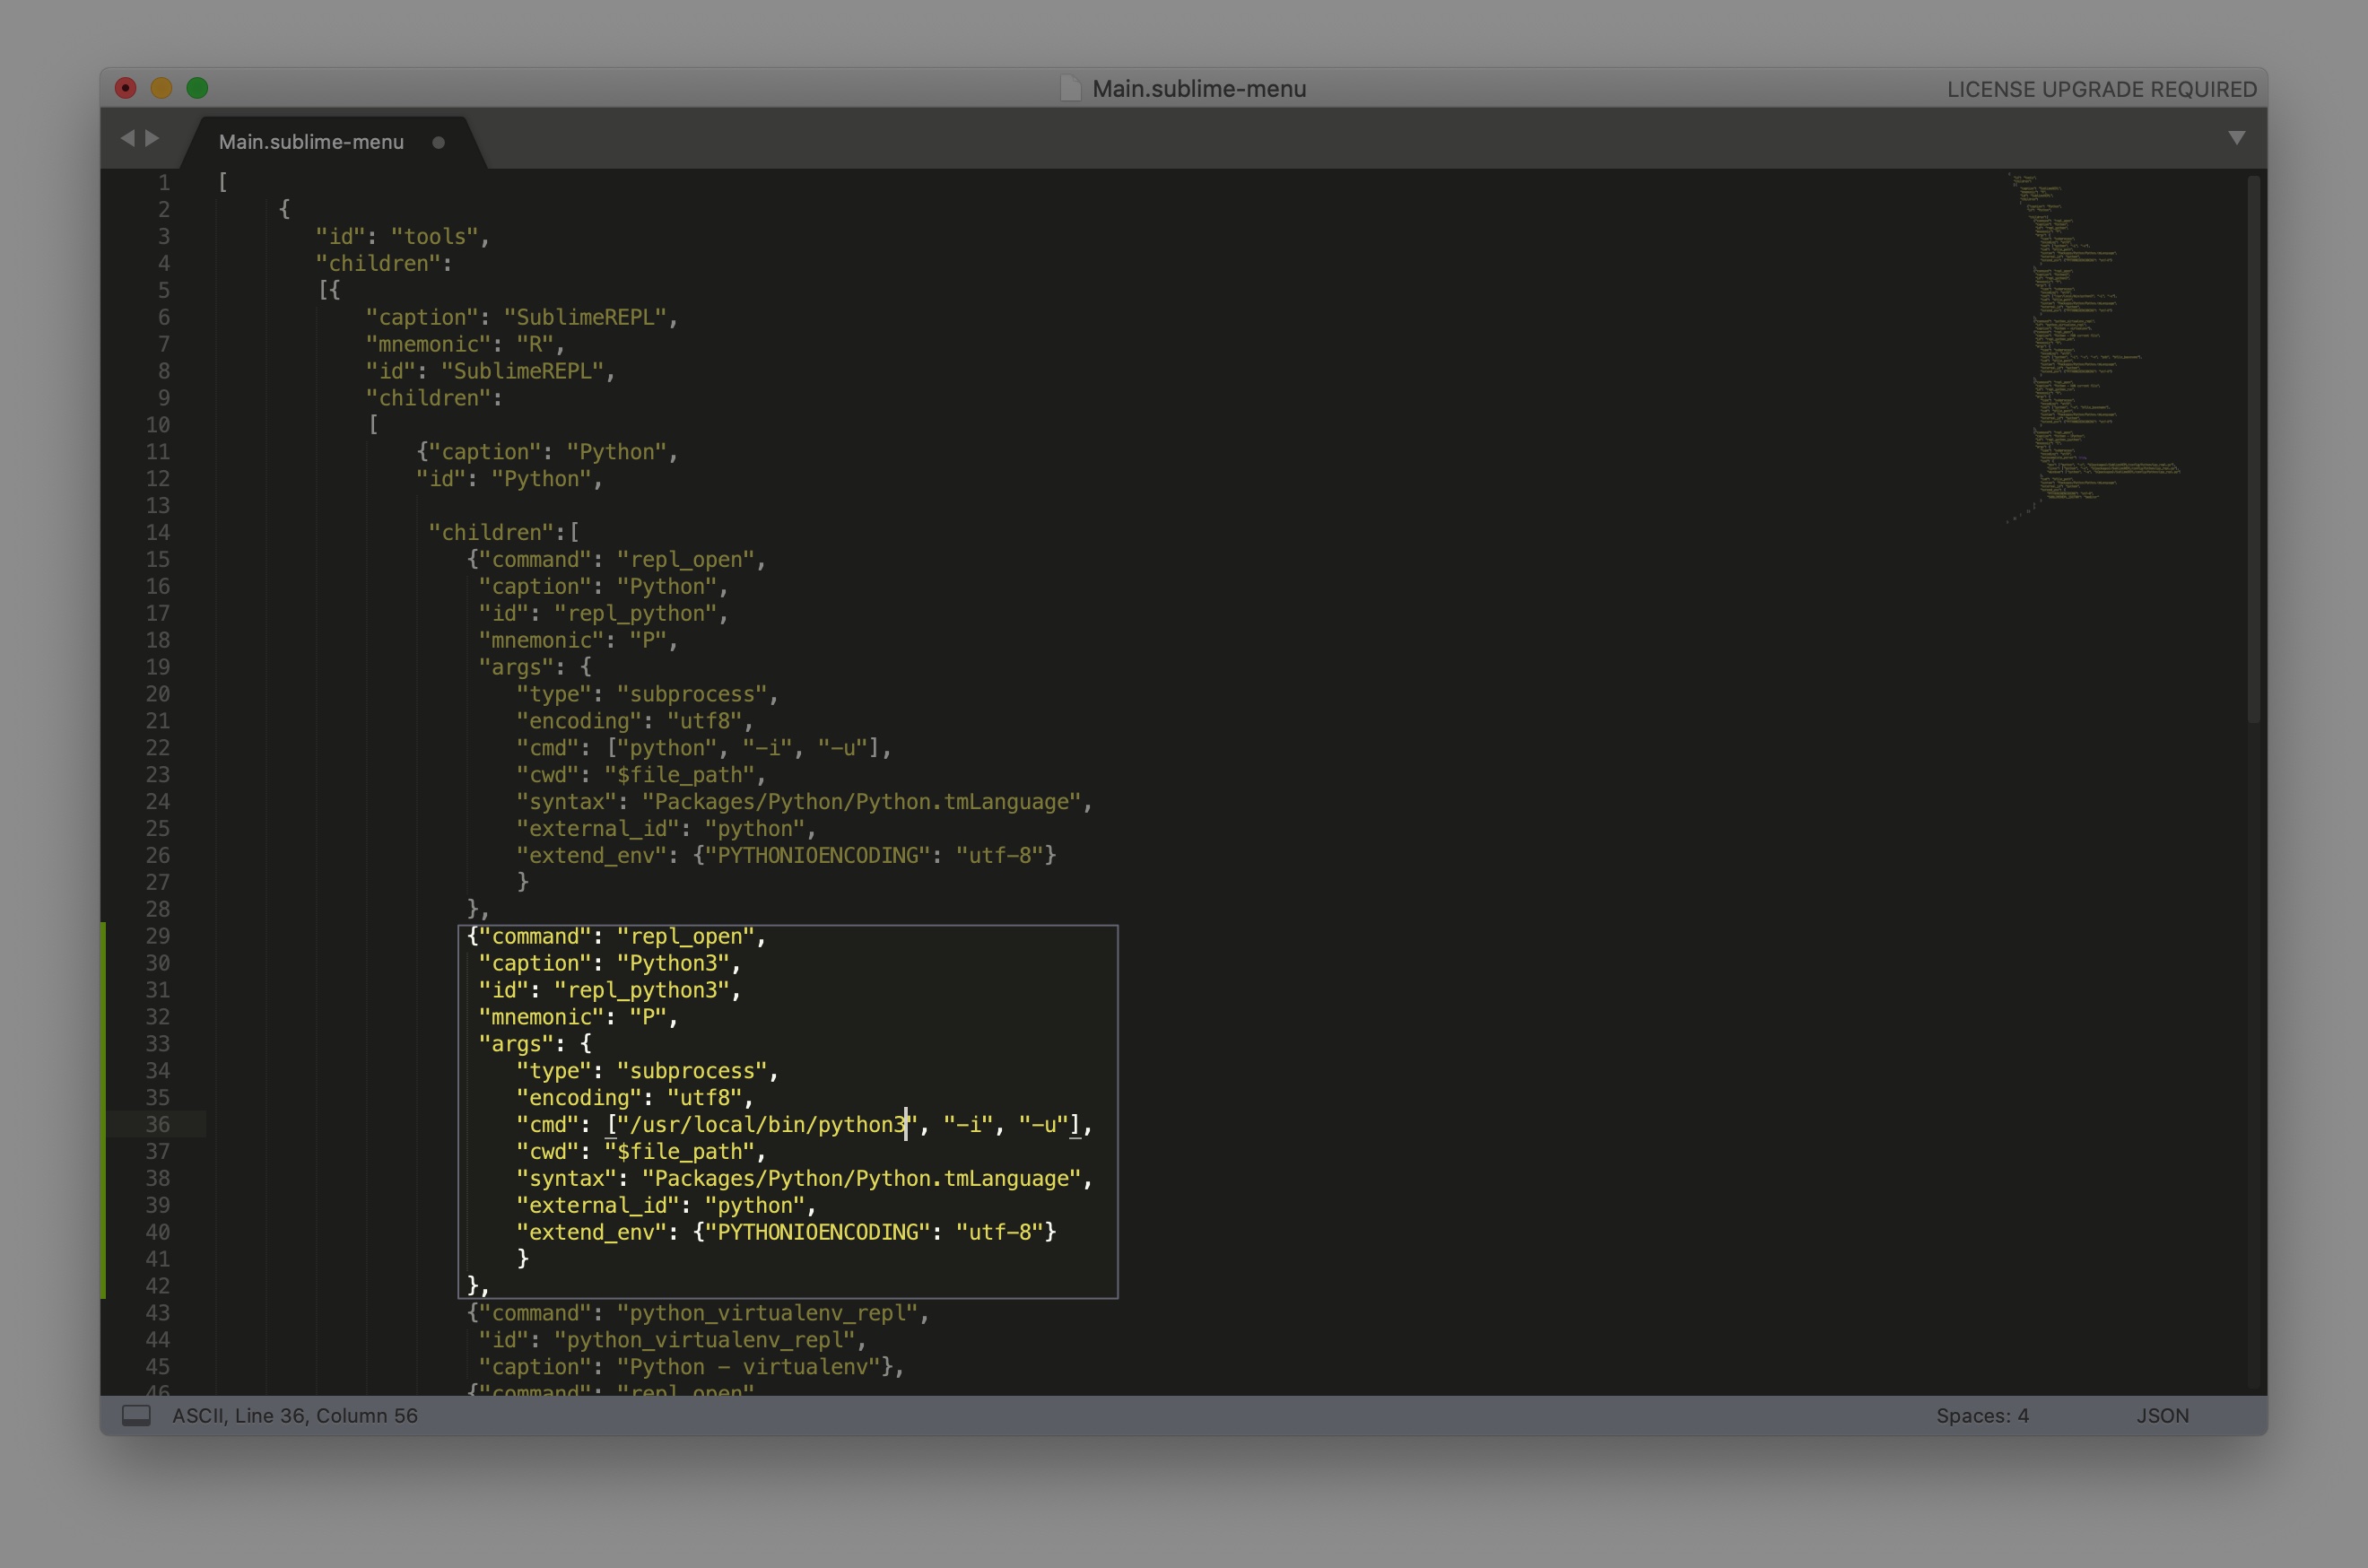 Main.sublime-menu
LICENSE UPGRADE REQUIRED
Main.sublime-menu
1 [
2 {
3 "id": "tools",
4 "children":
5 [{
6 "caption": "SublimeREPL",
7 "mnemonic": "R",
8 "id": "SublimeREPL",
9 "children":
10 [
11 {"caption": "Python",
12 "id": "Python",
13
14 "children":[
15 {"command": "repl_open",
16 "caption": "Python",
17 "id": "repl_python",
18 "mnemonic": "P",
19 "args": {
20 "type": "subprocess",
21 "encoding": "utf8",
22 "cmd": ["python", "-i", "-u"],
23 "cwd": "$file_path",
24 "syntax": "Packages/Python/Python.tmLanguage",
25 "external_id": "python",
26 "extend_env": {"PYTHONIOENCODING": "utf-8"}
27 }
28 },
29 {"command": "repl_open",
30 "caption": "Python3",
31 "id": "repl_python3",
32 "mnemonic": "P",
33 "args": {
34 "type": "subprocess",
35 "encoding": "utf8",
36 "cmd": ["/usr/local/bin/python3", "-i", "-u"],
37 "cwd": "$file_path",
38 "syntax": "Packages/Python/Python.tmLanguage",
39 "external_id": "python",
40 "extend_env": {"PYTHONIOENCODING": "utf-8"}
41 }
42 },
43 {"command": "python_virtualenv_repl",
44 "id": "python_virtualenv_repl",
45 "caption": "Python - virtualenv"},
46 {"command": "repl_open"
ASCII, Line 36, Column 56
Spaces: 4
JSON